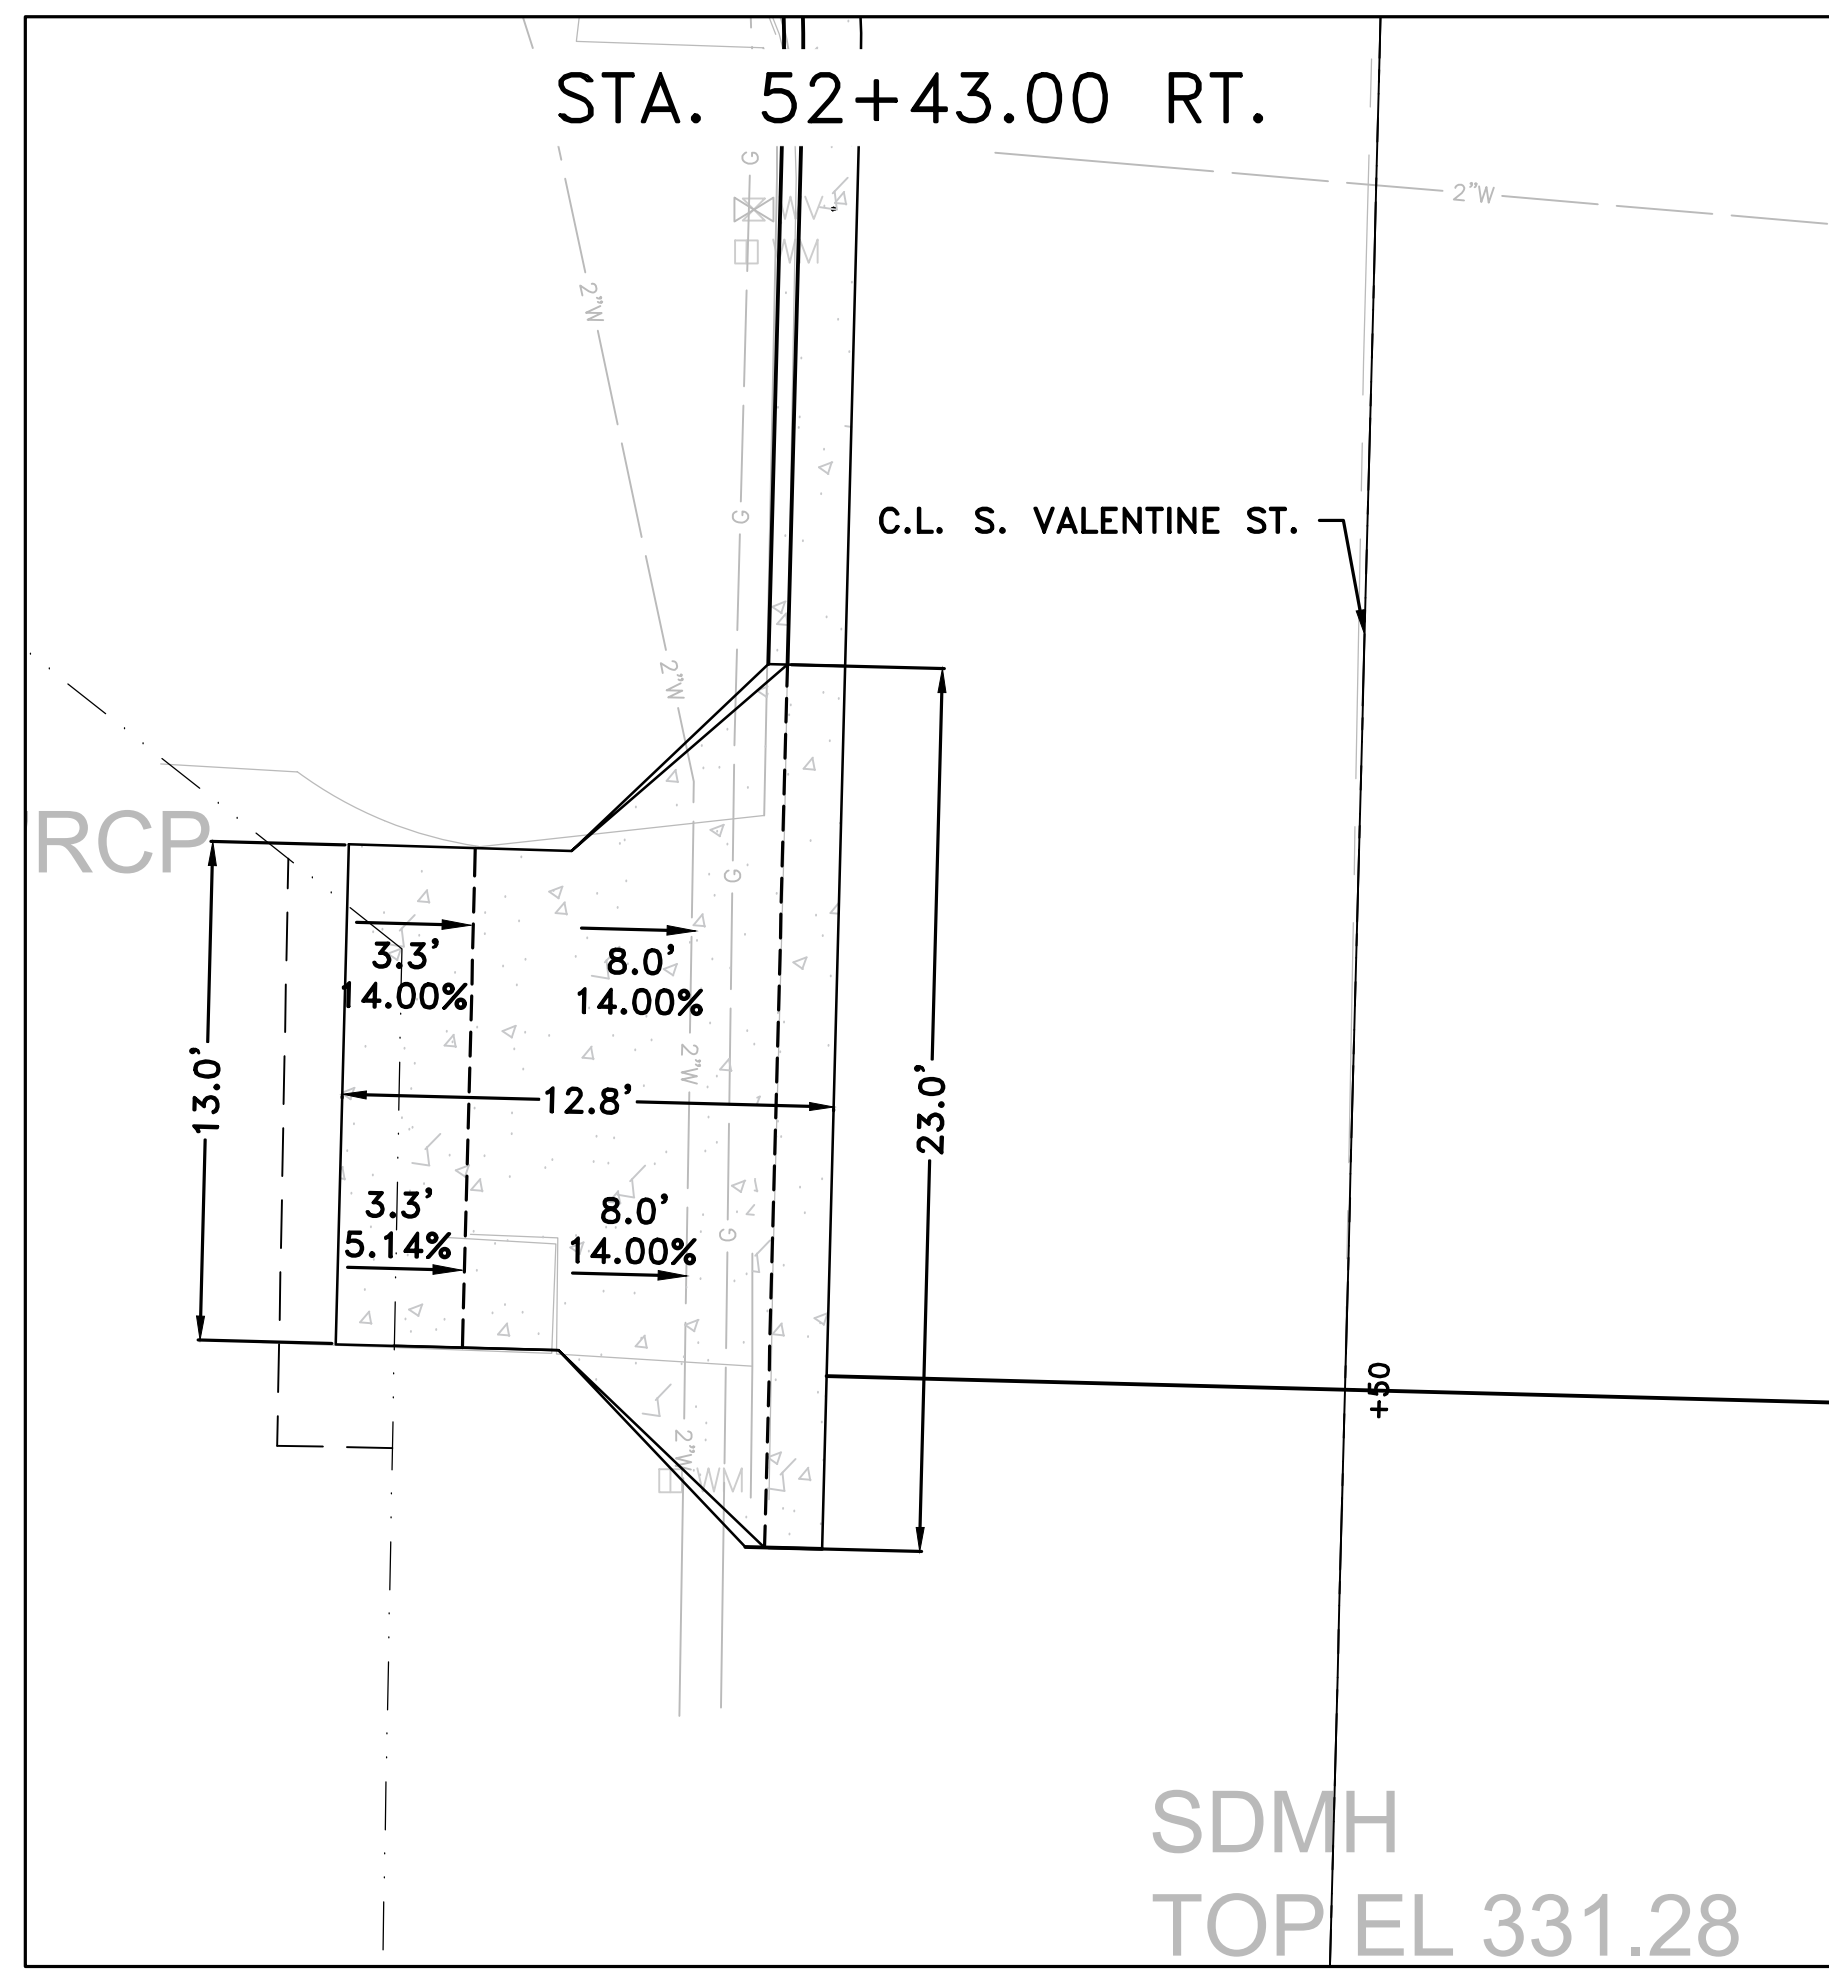 STA. 52+43.00 RT.
G
WV
2"W
WM
2"W
G
C.L. S. VALENTINE ST.
2"W
RCP
G
3.3'
14.00%
8.0'
14.00%
13.0'
2"W
12.8'
23.0'
3.3'
5.14%
8.0'
14.00%
G
+50
2"W
WM
SDMH
TOP EL 331.28